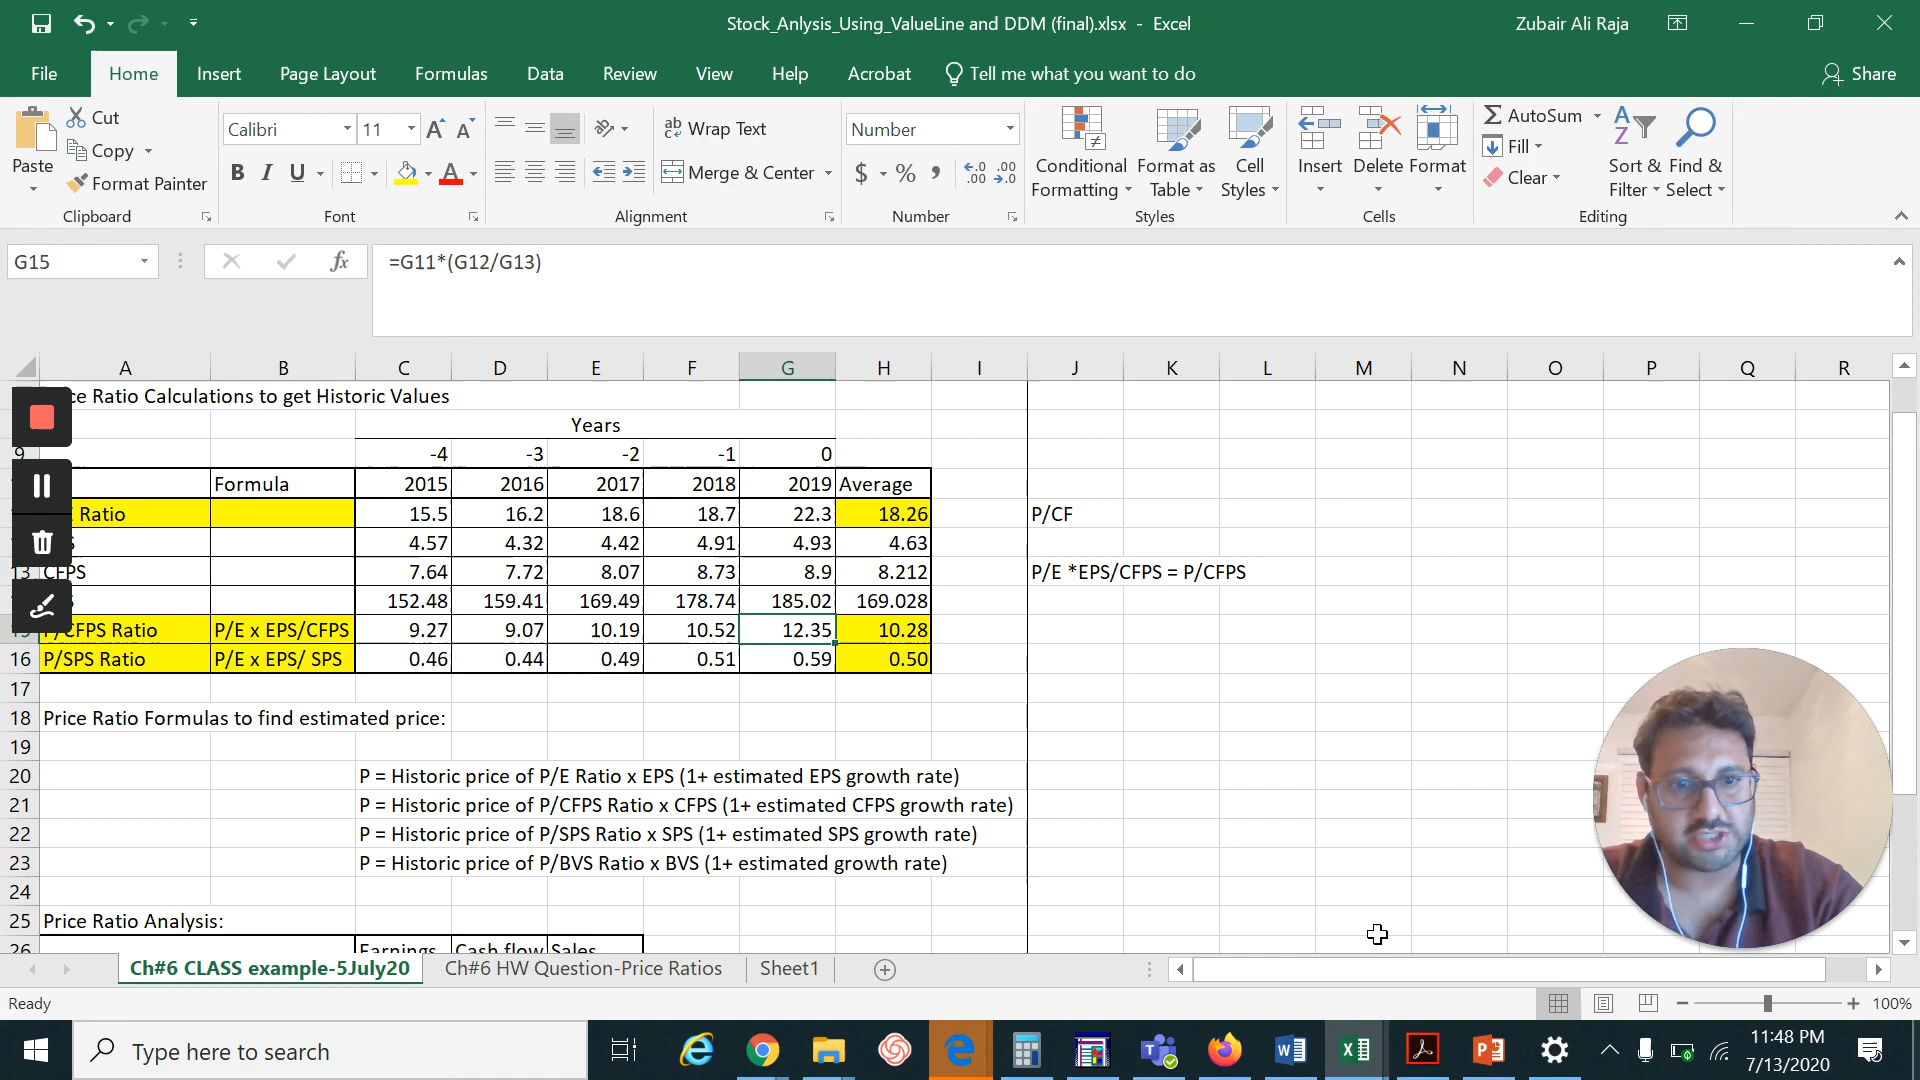 Stock_Anlysis_Using_ValueLine and DDM (final).xlsx - Excel
Zubair Ali Raja
File Home Insert Page Layout Formulas Data Review View Help Acrobat Tell me what you want to do Share
Paste
Cut
Copy
Format Painter
Clipboard
Calibri 11
B I U
Font
Wrap Text
Merge & Center
Alignment
Number
$ % ,
Number
Conditional Formatting
Format as Table
Cell Styles
Styles
Insert Delete Format
Cells
AutoSum
Fill
Clear
Sort & Filter
Find & Select
Editing
G15 fx =G11*(G12/G13)
A B C D E F G H I J K L M N O P Q R
ce Ratio Calculations to get Historic Values
Years
9 -4 -3 -2 -1 0
Formula 2015 2016 2017 2018 2019 Average
Ratio 15.5 16.2 18.6 18.7 22.3 18.26 P/CF
4.57 4.32 4.42 4.91 4.93 4.63
13 CFPS 7.64 7.72 8.07 8.73 8.9 8.212 P/E *EPS/CFPS = P/CFPS
152.48 159.41 169.49 178.74 185.02 169.028
15 P/CFPS Ratio P/E x EPS/CFPS 9.27 9.07 10.19 10.52 12.35 10.28
16 P/SPS Ratio P/E x EPS/ SPS 0.46 0.44 0.49 0.51 0.59 0.50
17
18 Price Ratio Formulas to find estimated price:
19
20 P = Historic price of P/E Ratio x EPS (1+ estimated EPS growth rate)
21 P = Historic price of P/CFPS Ratio x CFPS (1+ estimated CFPS growth rate)
22 P = Historic price of P/SPS Ratio x SPS (1+ estimated SPS growth rate)
23 P = Historic price of P/BVS Ratio x BVS (1+ estimated growth rate)
24
25 Price Ratio Analysis:
26 Earnings Cash flow Sales
Ch#6 CLASS example-5July20 Ch#6 HW Question-Price Ratios Sheet1
Ready
100%
Type here to search
11:48 PM
7/13/2020